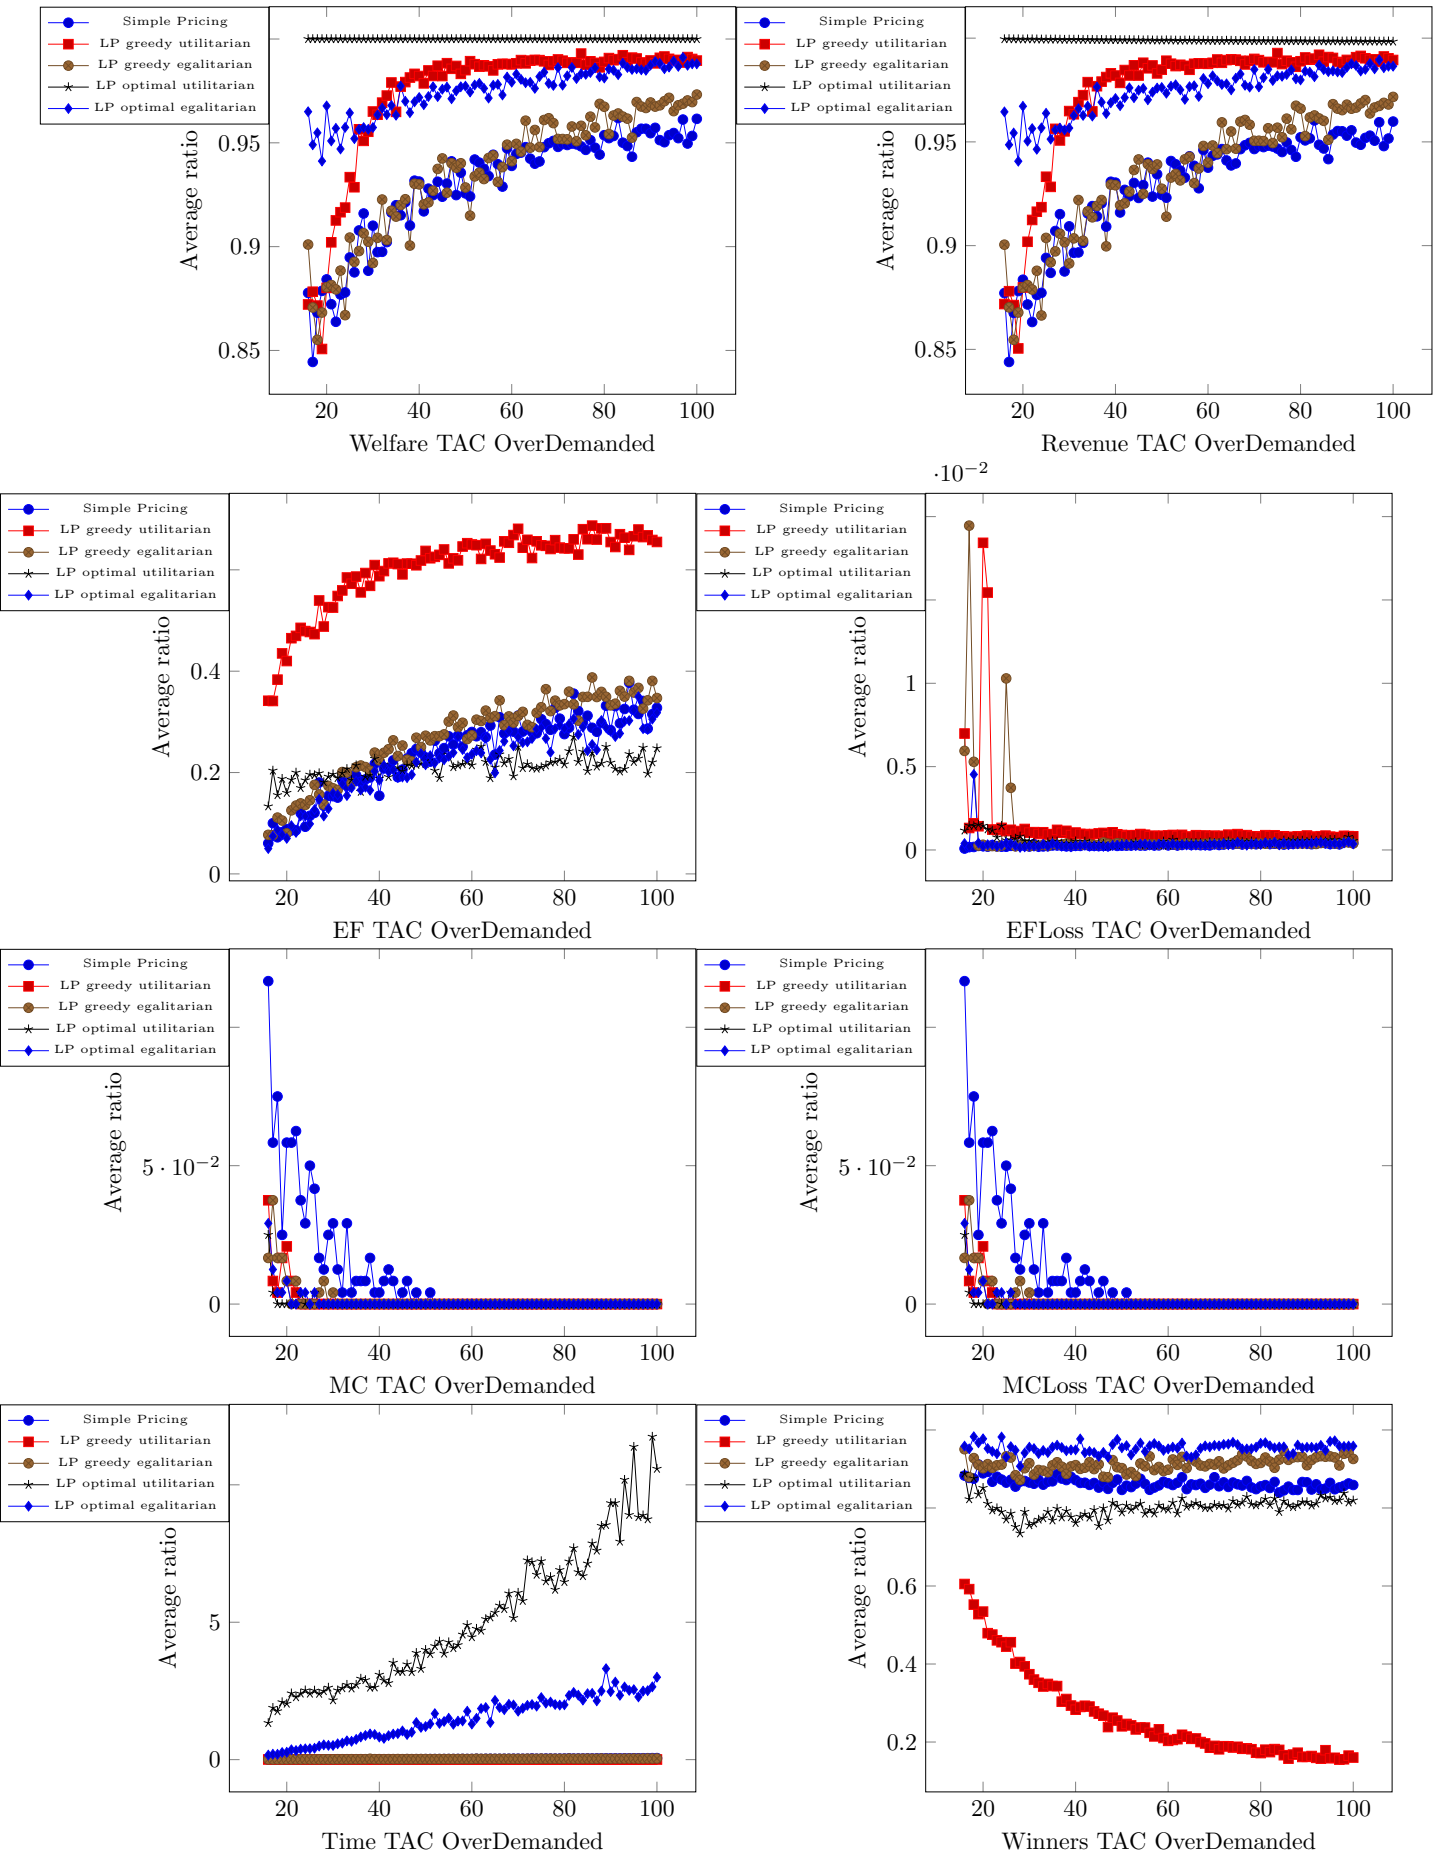 Simple Pricing
LP greedy utilitarian
LP greedy egalitarian
LP optimal utilitarian
LP optimal egalitarian
0.95
0.9
0.85
Average ratio
20 40 60 80 100
Welfare TAC OverDemanded
Simple Pricing
LP greedy utilitarian
LP greedy egalitarian
LP optimal utilitarian
LP optimal egalitarian
0.95
0.9
0.85
Average ratio
20 40 60 80 100
Revenue TAC OverDemanded
Simple Pricing
LP greedy utilitarian
LP greedy egalitarian
LP optimal utilitarian
LP optimal egalitarian
0.4
0.2
0
Average ratio
20 40 60 80 100
EF TAC OverDemanded
·10−2
Simple Pricing
LP greedy utilitarian
LP greedy egalitarian
LP optimal utilitarian
LP optimal egalitarian
1
0.5
0
Average ratio
20 40 60 80 100
EFLoss TAC OverDemanded
Simple Pricing
LP greedy utilitarian
LP greedy egalitarian
LP optimal utilitarian
LP optimal egalitarian
5 · 10−2
0
Average ratio
20 40 60 80 100
MC TAC OverDemanded
Simple Pricing
LP greedy utilitarian
LP greedy egalitarian
LP optimal utilitarian
LP optimal egalitarian
5 · 10−2
0
Average ratio
20 40 60 80 100
MCLoss TAC OverDemanded
Simple Pricing
LP greedy utilitarian
LP greedy egalitarian
LP optimal utilitarian
LP optimal egalitarian
5
0
Average ratio
20 40 60 80 100
Time TAC OverDemanded
Simple Pricing
LP greedy utilitarian
LP greedy egalitarian
LP optimal utilitarian
LP optimal egalitarian
0.6
0.4
0.2
Average ratio
20 40 60 80 100
Winners TAC OverDemanded